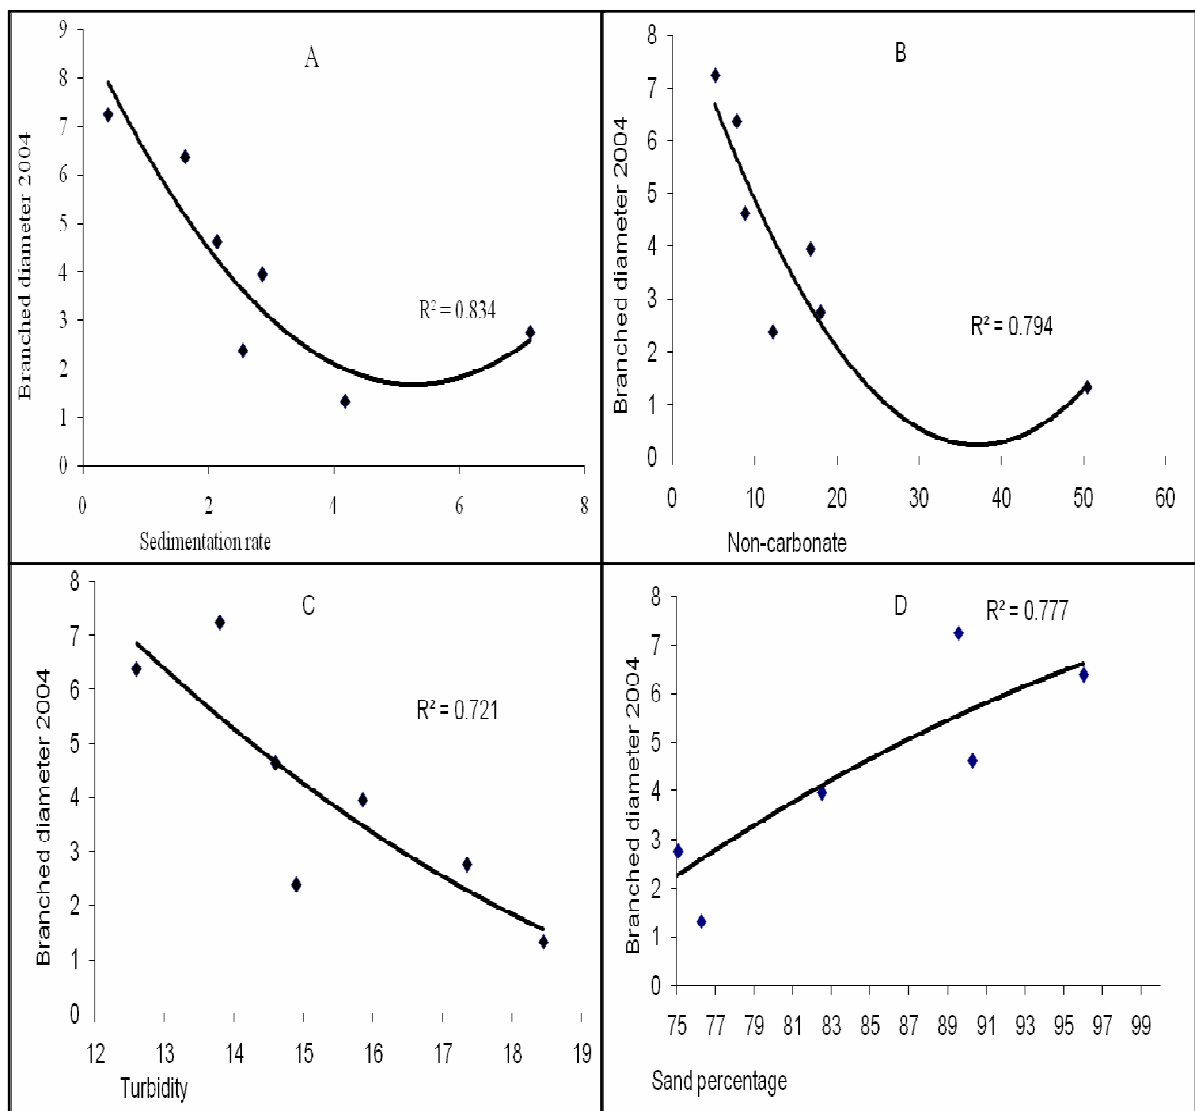 A
Branched diameter 2004
9
8
7
6
5
4
3
2
1
0
R² = 0.834
0 2 4 6 8
Sedimentation rate
B
Branched diameter 2004
8
7
6
5
4
3
2
1
0
R² = 0.794
0 10 20 30 40 50 60
Non-carbonate
C
Branched diameter 2004
8
7
6
5
4
3
2
1
0
R² = 0.721
12 13 14 15 16 17 18 19
Turbidity
D
Branched diameter 2004
8
7
6
5
4
3
2
1
0
R² = 0.777
75 77 79 81 83 85 87 89 91 93 95 97 99
Sand percentage